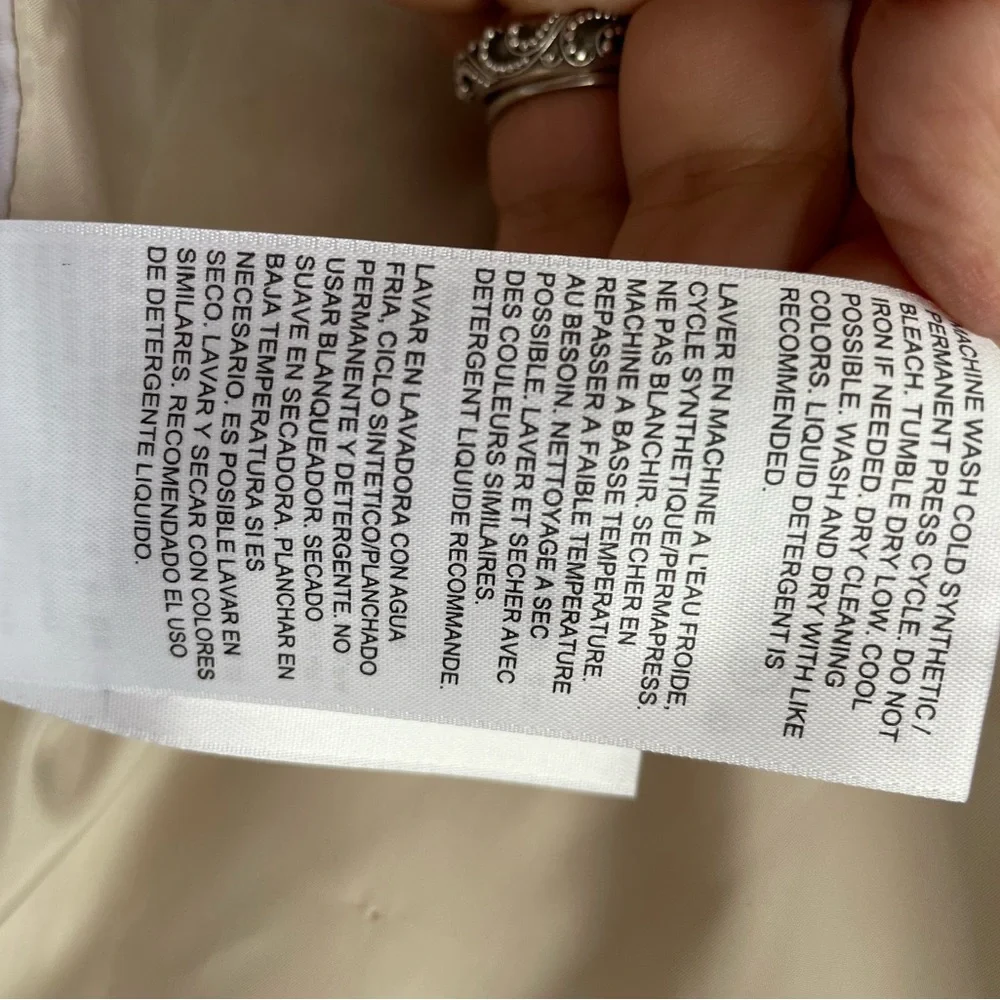 MACHINE WASH COLD SYNTHETIC /
PERMANENT PRESS CYCLE. DO NOT
BLEACH. TUMBLE DRY LOW. COOL
IRON IF NEEDED. DRY CLEANING
POSSIBLE. WASH AND DRY WITH LIKE
COLORS. LIQUID DETERGENT IS
RECOMMENDED.
LAVER EN MACHINE A L'EAU FROIDE,
CYCLE SYNTHETIQUE/PERMAPRESS.
NE PAS BLANCHIR. SECHER EN
MACHINE A BASSE TEMPERATURE.
REPASSER A FAIBLE TEMPERATURE
AU BESOIN. NETTOYAGE A SEC
POSSIBLE. LAVER ET SECHER AVEC
DES COULEURS SIMILAIRES.
DETERGENT LIQUIDE RECOMMANDE.
LAVAR EN LAVADORA CON AGUA
FRIA, CICLO SINTETICO/PLANCHADO
PERMANENTE Y DETERGENTE. NO
USAR BLANQUEADOR. SECADO
SUAVE EN SECADORA. PLANCHAR EN
BAJA TEMPERATURA SI ES
NECESARIO. ES POSIBLE LAVAR EN
SECO. LAVAR Y SECAR CON COLORES
SIMILARES. RECOMENDADO EL USO
DE DETERGENTE LIQUIDO.